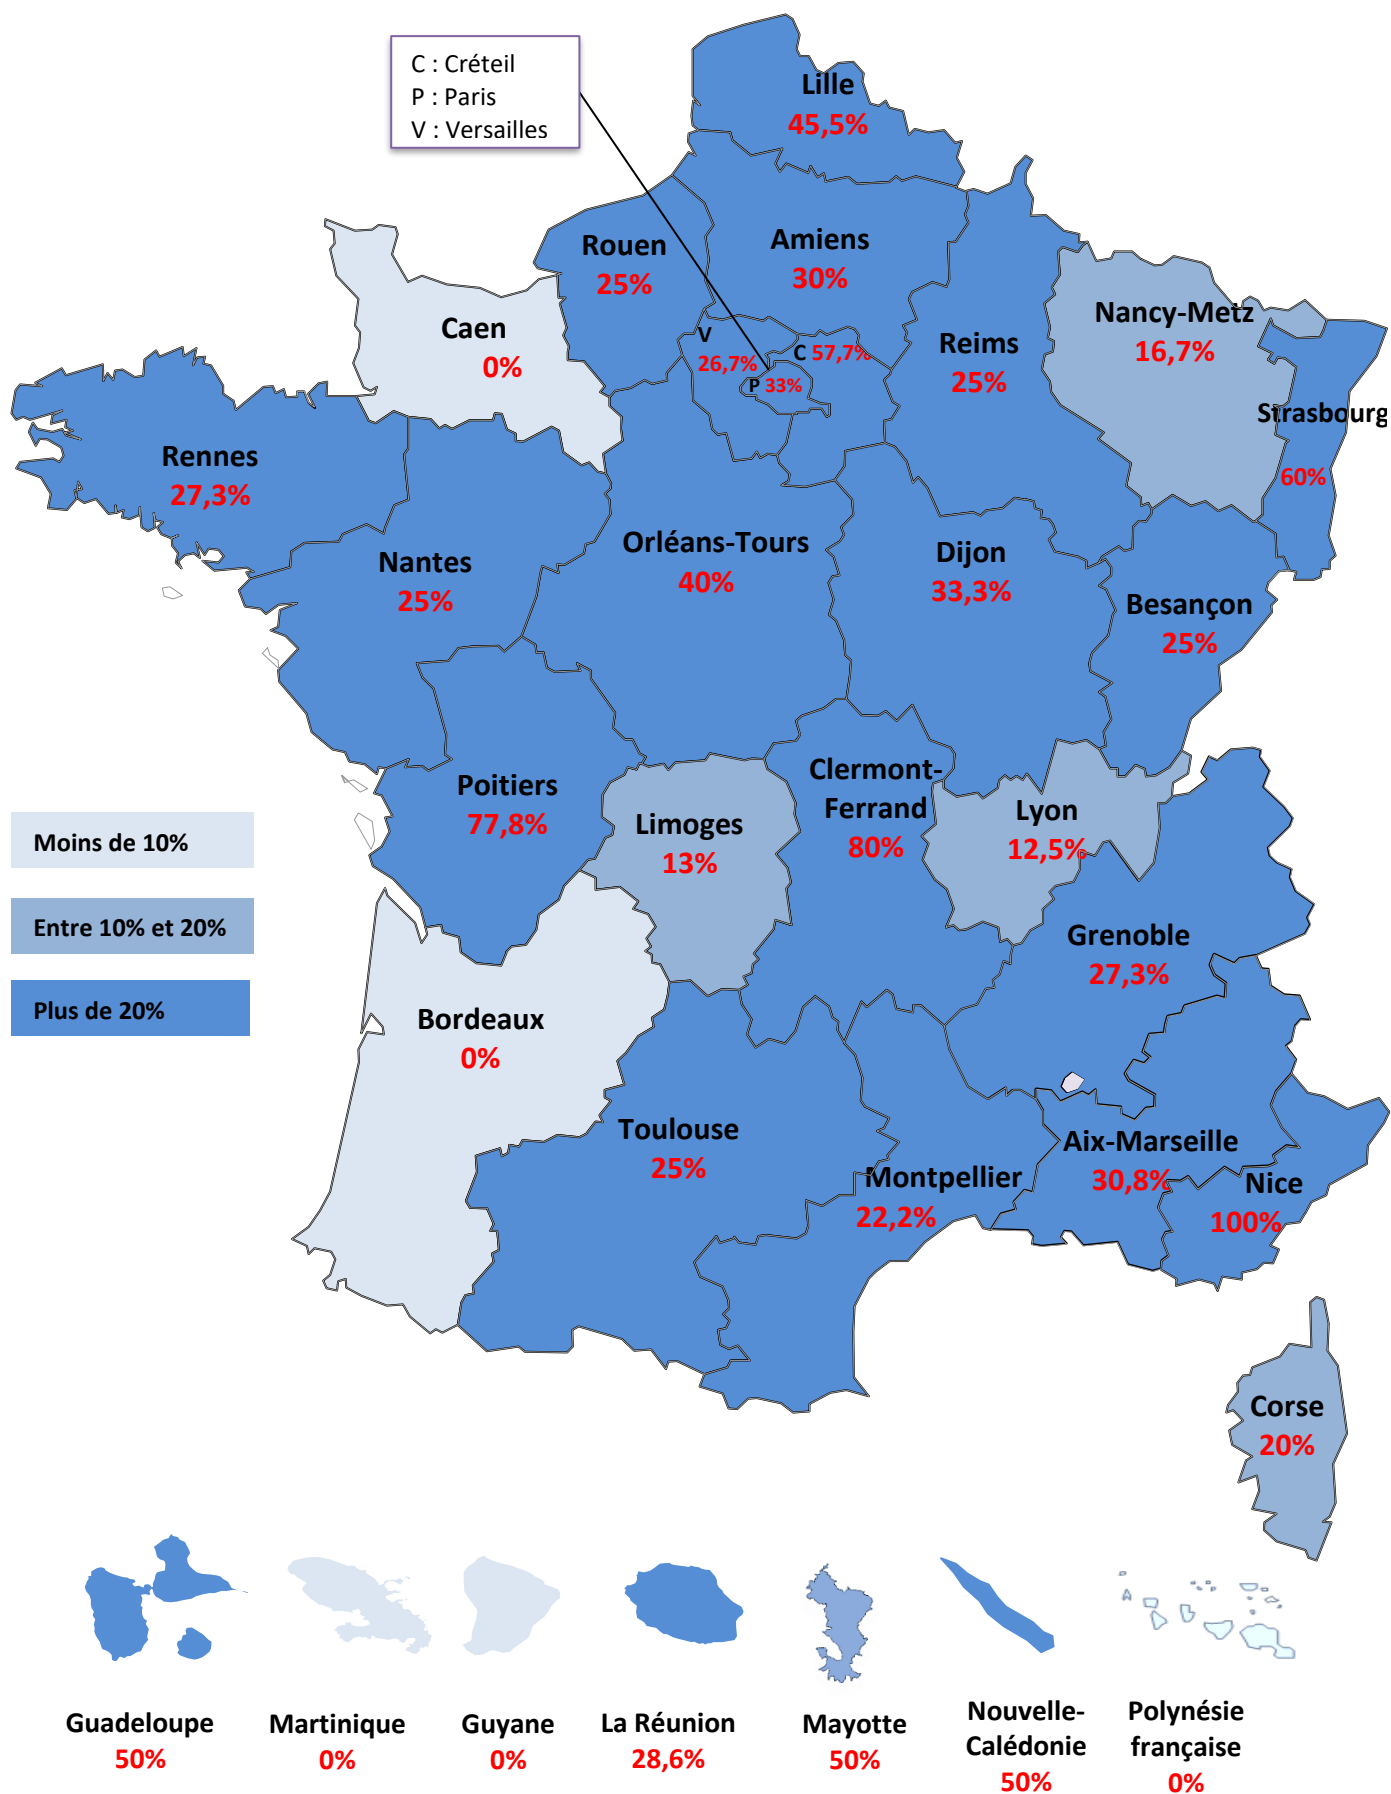 C : Créteil
P : Paris
V : Versailles
Lille
45,5%
Rouen
25%
Amiens
30%
Caen
0%
V
26,7%
C 57,7%
P 33%
Reims
25%
Nancy-Metz
16,7%
Strasbourg
60%
Rennes
27,3%
Nantes
25%
Orléans-Tours
40%
Dijon
33,3%
Besançon
25%
Poitiers
77,8%
Limoges
13%
Clermont-
Ferrand
80%
Lyon
12,5%
Moins de 10%
Entre 10% et 20%
Plus de 20%
Grenoble
27,3%
Bordeaux
0%
Toulouse
25%
Montpellier
22,2%
Aix-Marseille
30,8%
Nice
100%
Corse
20%
Guadeloupe
50%
Martinique
0%
Guyane
0%
La Réunion
28,6%
Mayotte
50%
Nouvelle-
Calédonie
50%
Polynésie
française
0%